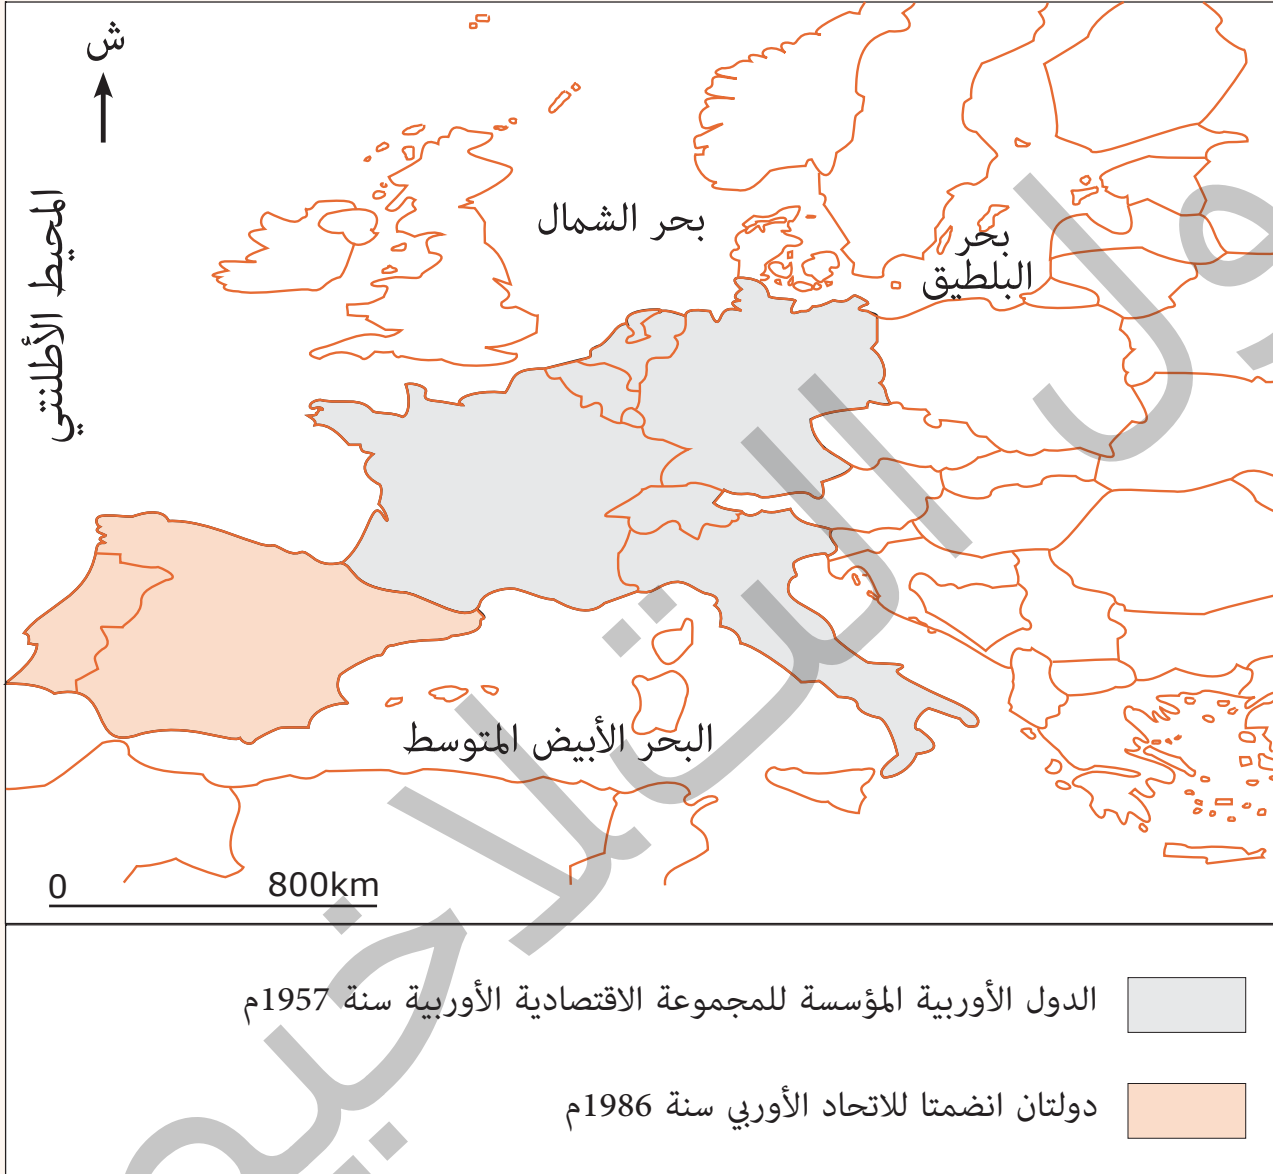 ش
المحيط الأطلنتي
بحر الشمال
بحر
البلطيق
البحر الأبيض المتوسط
0 800km
الدول الأوربية المؤسسة للمجموعة الاقتصادية الأوربية سنة 1957م
دولتان انضمتا للاتحاد الأوربي سنة 1986م